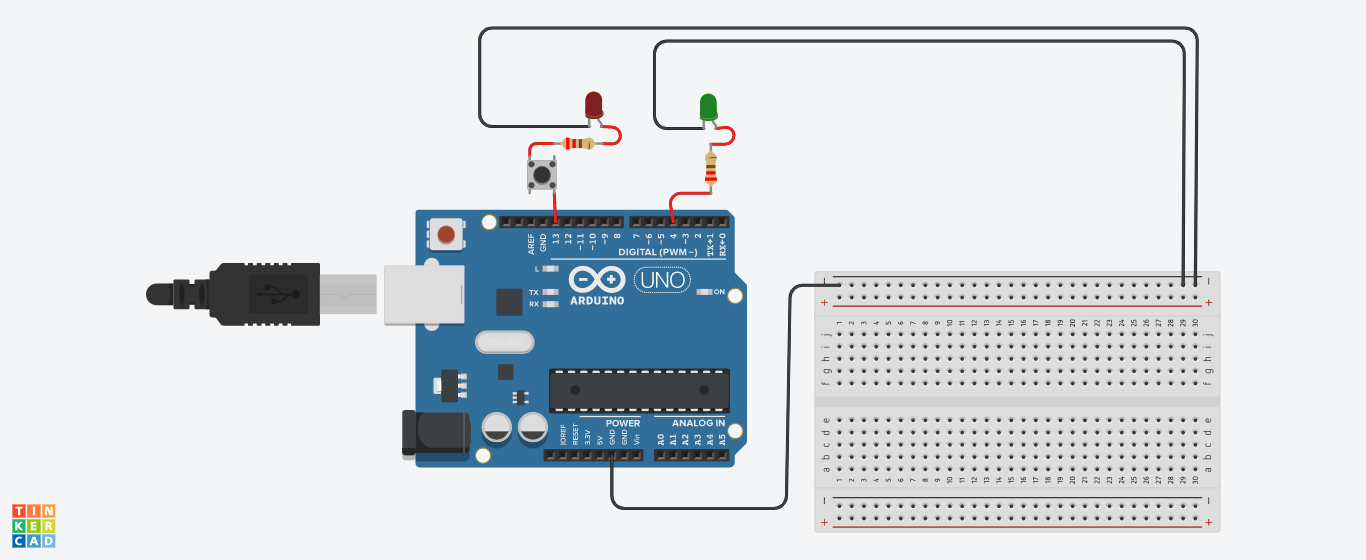 AREF
GND
13
12
~11
~10
~9
8
7
~6
~5
4
~3
2
TX→1
RX←0
DIGITAL (PWM~)
L
TX
RX
ARDUINO
UNO
ON
POWER
ANALOG IN
IOREF
RESET
3.3V
5V
GND
GND
Vin
A0
A1
A2
A3
A4
A5
− −
+ +
1 2 3 4 5 6 7 8 9 10 11 12 13 14 15 16 17 18 19 20 21 22 23 24 25 26 27 28 29 30
j j
i i
h h
g g
f f
e e
d d
c c
b b
a a
1 2 3 4 5 6 7 8 9 10 11 12 13 14 15 16 17 18 19 20 21 22 23 24 25 26 27 28 29 30
− −
+ +
TIN
KER
CAD